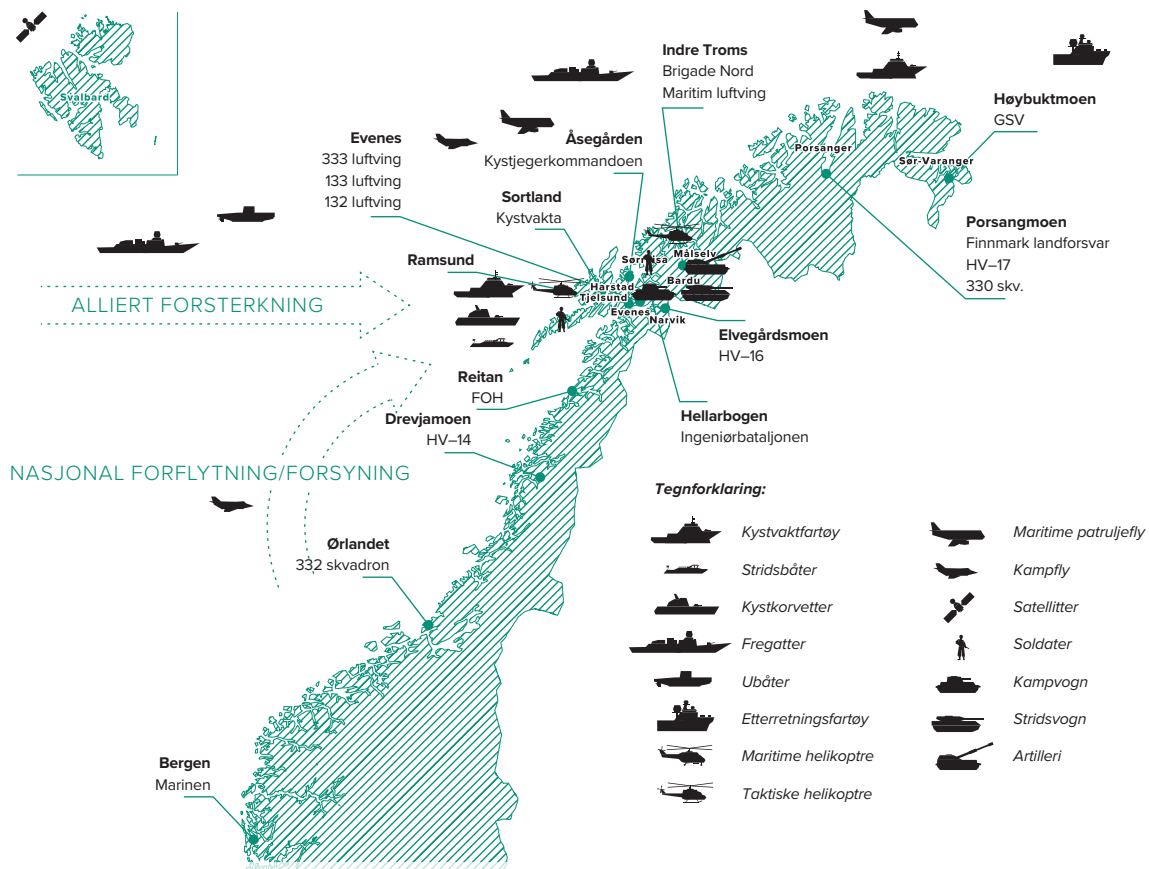 Svalbard
Indre Troms
Brigade Nord
Maritim luftving
Høybuktmoen
GSV
Evenes
333 luftving
133 luftving
132 luftving
Åsegården
Kystjegerkommandoen
Sortland
Kystvakta
Porsanger
Sør-Varanger
Porsangmoen
Finnmark landforsvar
HV–17
330 skv.
Ramsund
Målselv
Bardu
Harstad
Tjelsund
Evenes
Narvik
ALLIERT FORSTERKNING
Elvegårdsmoen
HV–16
Reitan
FOH
Drevjamoen
HV–14
Hellarbogen
Ingeniørbataljonen
NASJONAL FORFLYTNING/FORSYNING
Ørlandet
332 skvadron
Bergen
Marinen
Tegnforklaring:
Kystvaktfartøy
Stridsbåter
Kystkorvetter
Fregatter
Ubåter
Etterretningsfartøy
Maritime helikoptre
Taktiske helikoptre
Maritime patruljefly
Kampfly
Satellitter
Soldater
Kampvogn
Stridsvogn
Artilleri